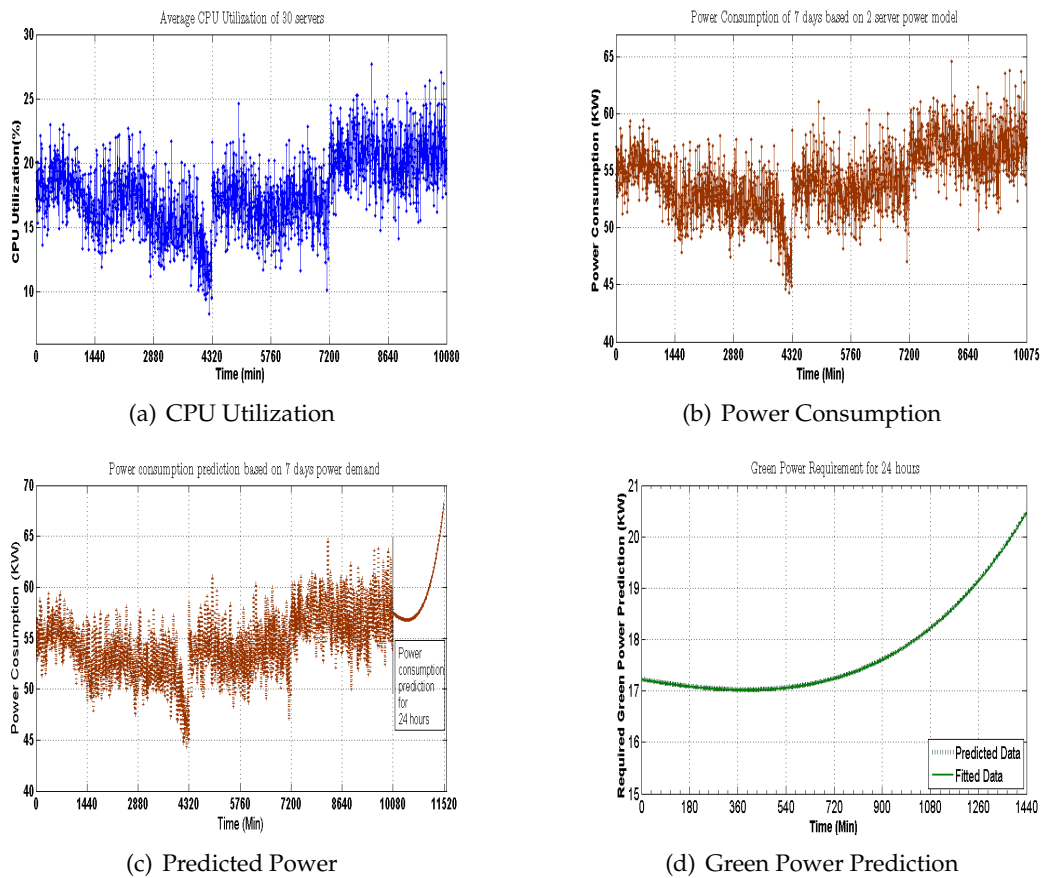 Average CPU Utilization of 30 servers
30
25
20
15
10
CPU Utilization(%)
0 1440 2880 4320 5760 7200 8640 10080
Time (min)
(a) CPU Utilization
Power Consumption of 7 days based on 2 server power model
65
60
55
50
45
40
Power Consumption (KW)
0 1440 2880 4320 5760 7200 8640 10075
Time (Min)
(b) Power Consumption
Power consumption prediction based on 7 days power demand
70
65
60
55
50
45
40
Power Cosumption (KW)
Power
consumption
prediction
for
24 hours
0 1440 2880 4320 5760 7200 8640 10080 11520
Time (Min)
(c) Predicted Power
Green Power Requirement for 24 hours
21
20
19
18
17
16
15
Required Green Power Prediction (KW)
Predicted Data
Fitted Data
0 180 360 540 720 900 1080 1260 1440
Time (Min)
(d) Green Power Prediction